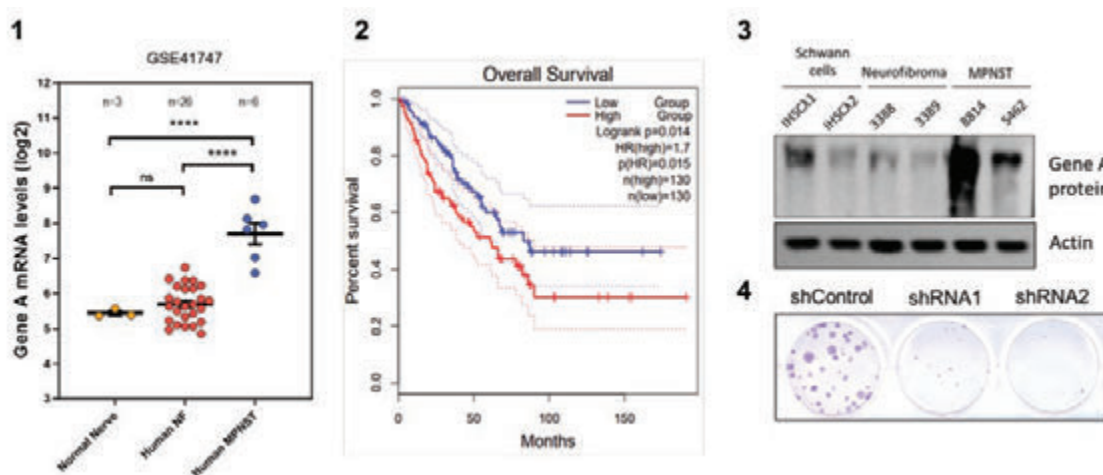 1
GSE41747
Gene A mRNA levels (log2)
12
11
10
9
8
7
6
5
4
3
n=3 n=26 n=6
****
****
ns
Normal Nerve
Human NF
Human MPNST
2
Overall Survival
Low Group
High Group
Logrank p=0.014
HR(high)=1.7
p(HR)=0.015
n(high)=130
n(low)=130
Percent survival
1.0
0.8
0.6
0.4
0.2
0.0
0 50 100 150
Months
3
Schwann
cells
Neurofibroma
MPNST
iHSCλ1
iHSCλ2
3388
3389
8814
S462
Gene A
protein
Actin
4
shControl shRNA1 shRNA2